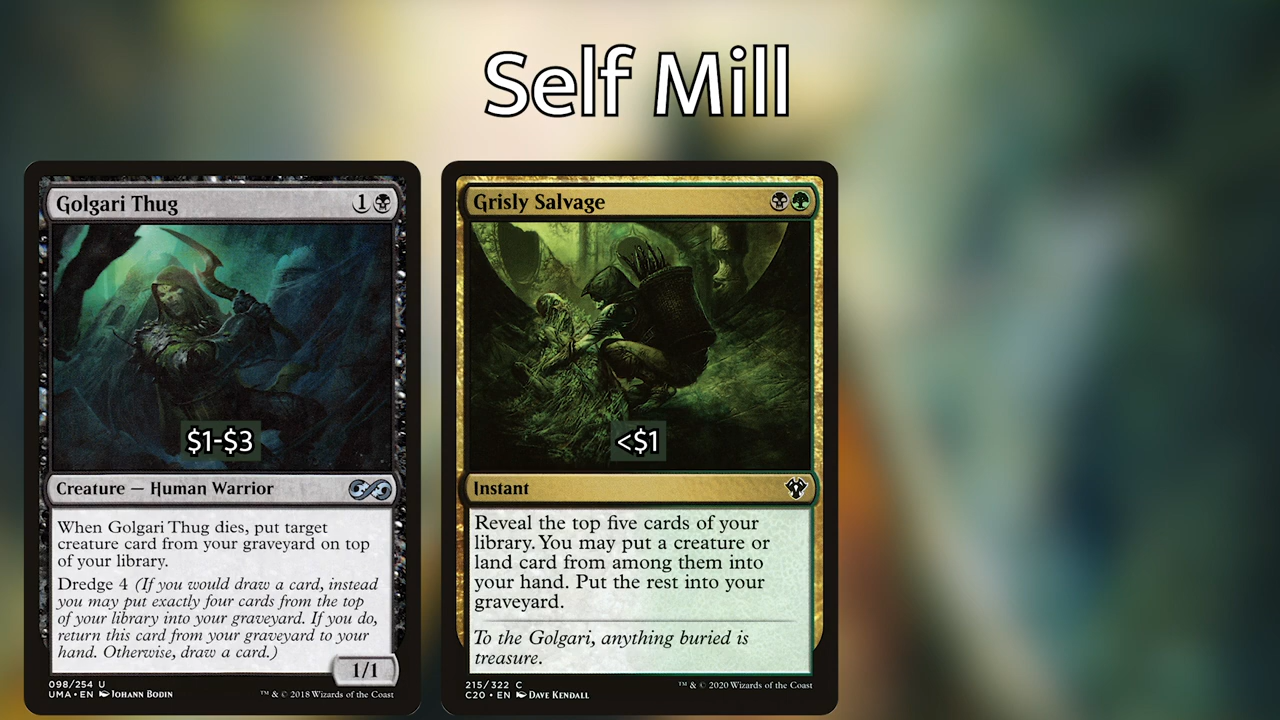 Self Mill
Golgari Thug 1
$1-$3
Creature — Human Warrior
When Golgari Thug dies, put target
creature card from your graveyard on top
of your library.
Dredge 4 (If you would draw a card, instead
you may put exactly four cards from the top
of your library into your graveyard. If you do,
return this card from your graveyard to your
hand. Otherwise, draw a card.)
1/1
098/254 U
UMA • EN Johann Bodin
™ & © 2018 Wizards of the Coast
Grisly Salvage
<$1
Instant
Reveal the top five cards of your
library. You may put a creature or
land card from among them into
your hand. Put the rest into your
graveyard.
To the Golgari, anything buried is
treasure.
215/322 C
C20 • EN Dave Kendall
™ & © 2020 Wizards of the Coast